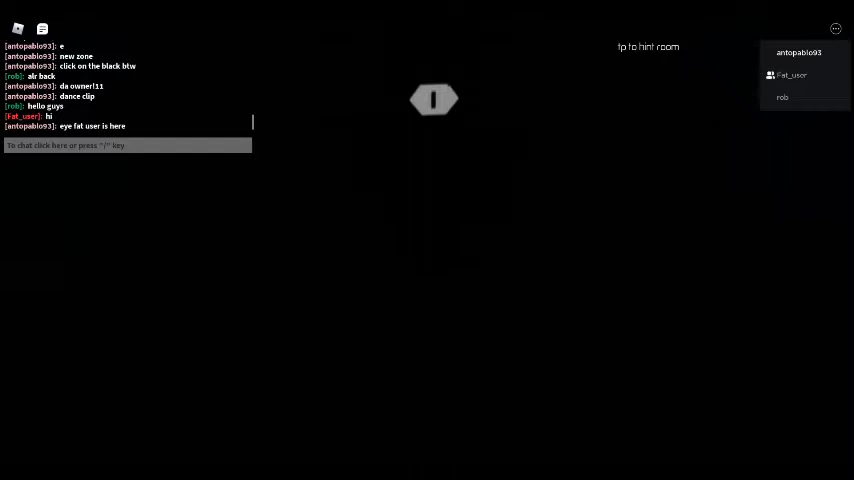 [antopablo93]: e
[antopablo93]: new zone
[antopablo93]: click on the black btw
[rob]: alr back
[antopablo93]: da owner!11
[antopablo93]: dance clip
[rob]: hello guys
[Fat_user]: hi
[antopablo93]: eye fat user is here
To chat click here or press "/" key
tp to hint room
antopablo93
Fat_user
rob